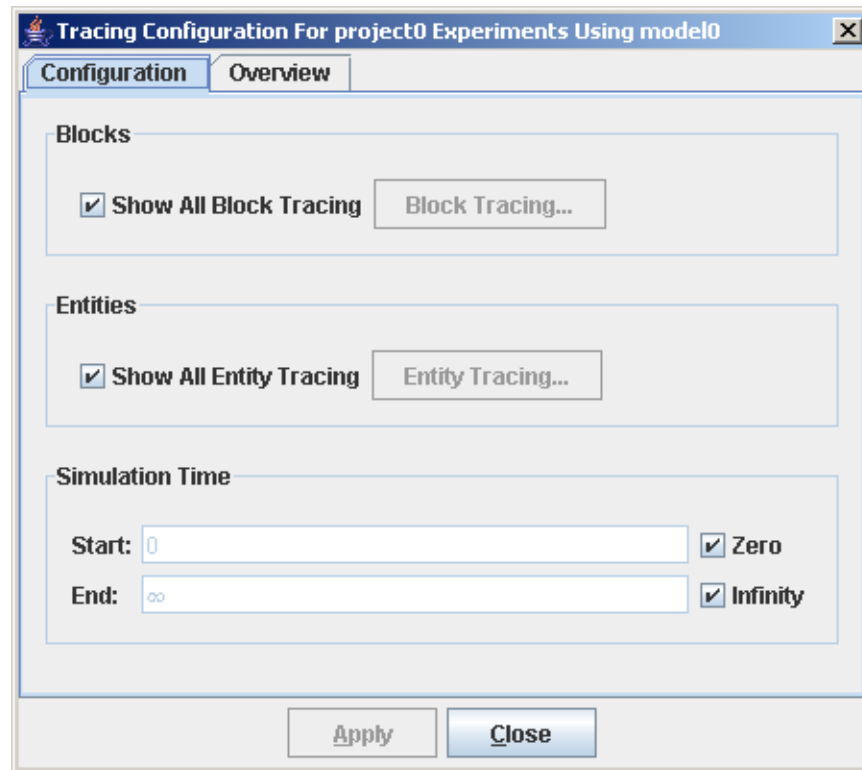 Tracing Configuration For project0 Experiments Using model0
Configuration Overview
Blocks
Show All Block Tracing Block Tracing...
Entities
Show All Entity Tracing Entity Tracing...
Simulation Time
Start: 0 Zero
End: ∞ Infinity
Apply Close